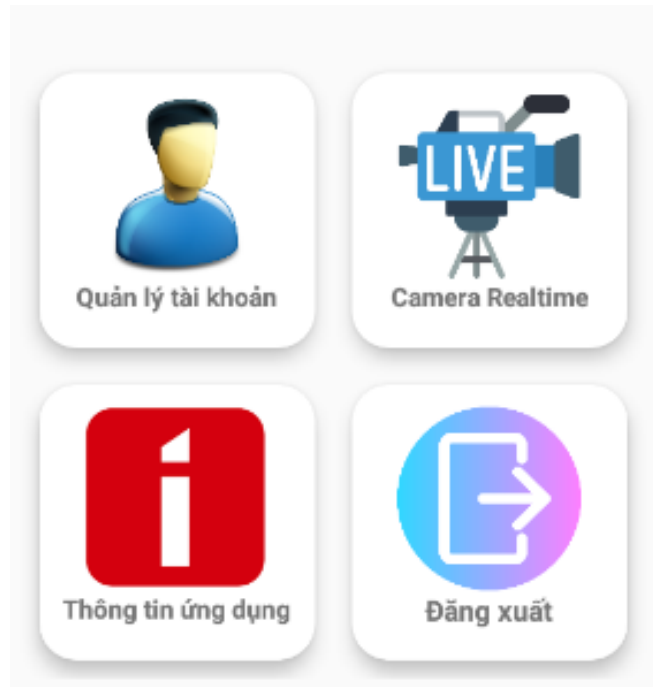 LIVE
Quản lý tài khoản
Camera Realtime
Thông tin ứng dụng
Đăng xuất